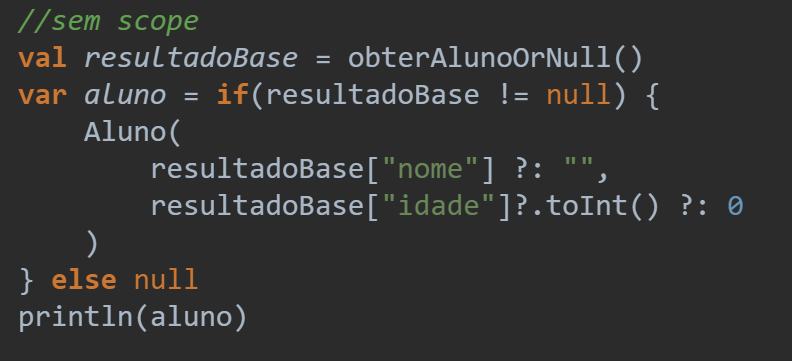 //sem scope
val resultadoBase = obterAlunoOrNull()
var aluno = if(resultadoBase != null) {
    Aluno(
        resultadoBase["nome"] ?: "",
        resultadoBase["idade"]?.toInt() ?: 0
    )
} else null
println(aluno)